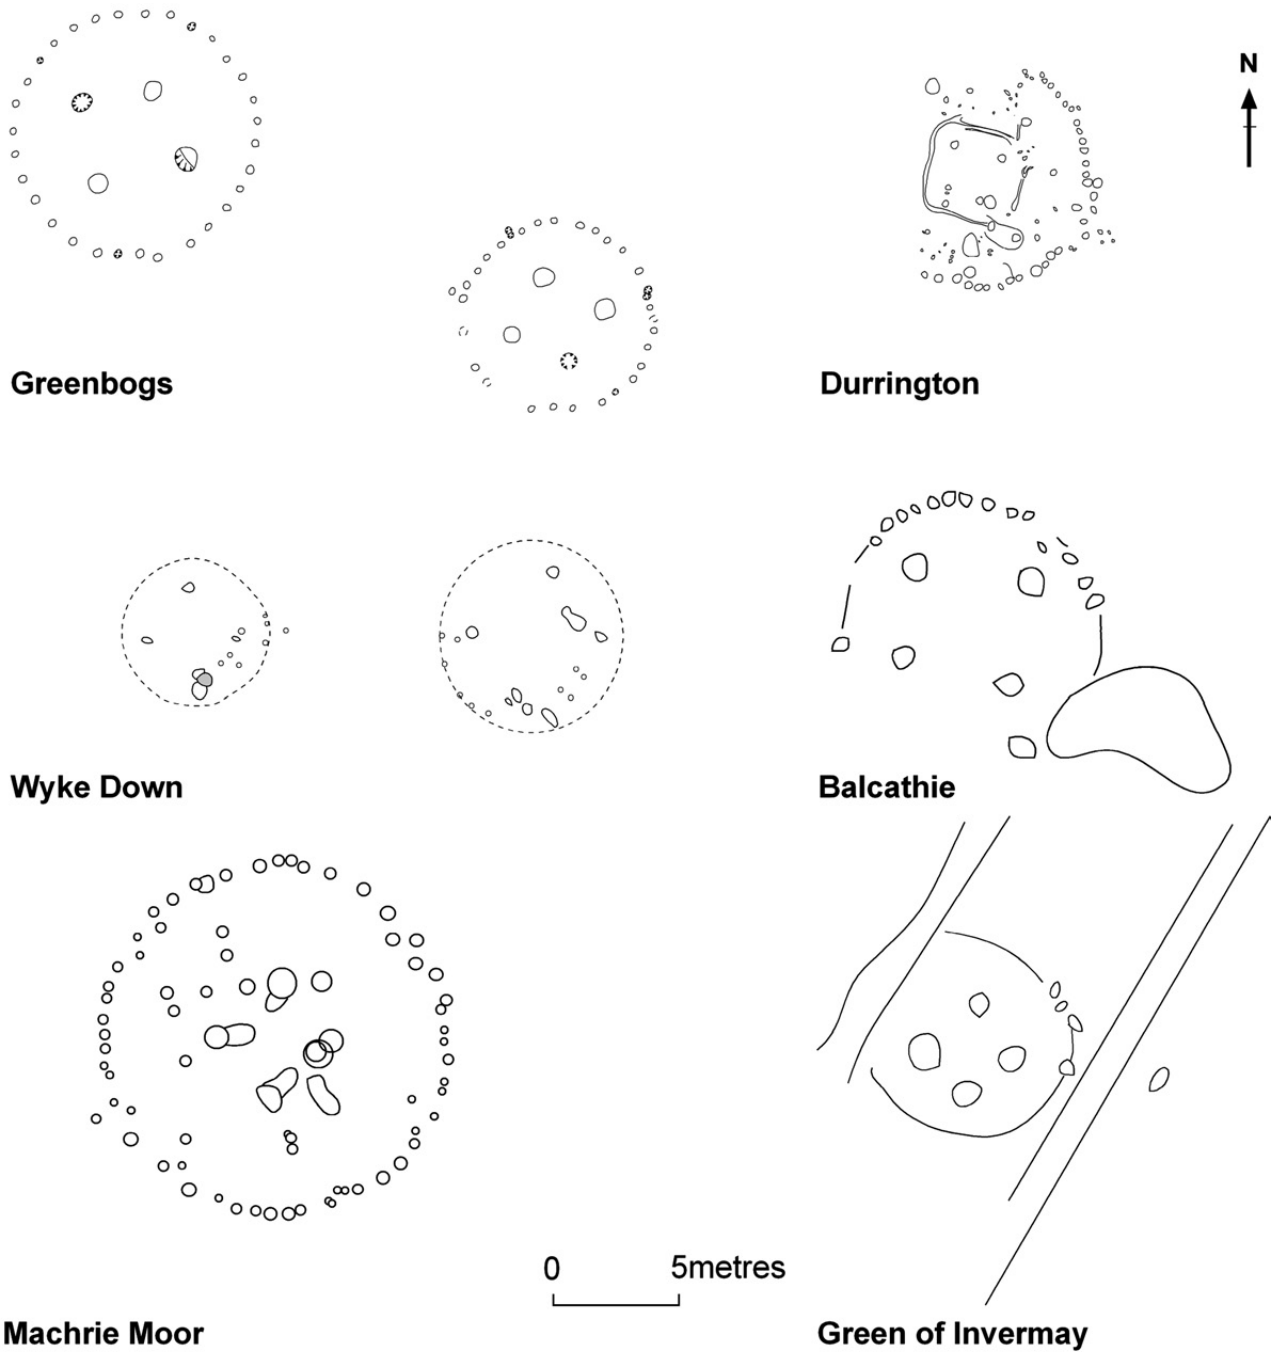 N
Greenbogs
Durrington
Wyke Down
Balcathie
0 5metres
Machrie Moor
Green of Invermay